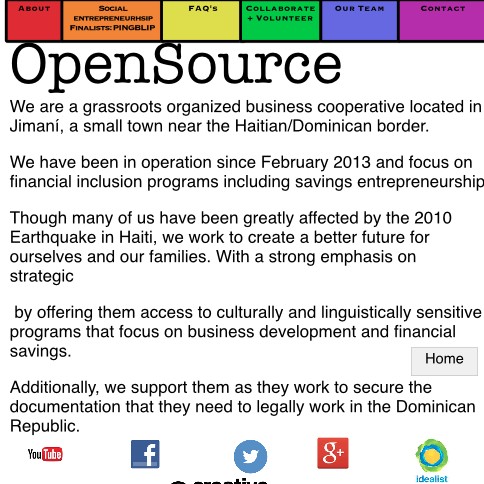 About
Social entrepreneurhsip Finalists: PINGBLIP
FAQ's
Collaborate + Volunteer
Our Team
Contact
OpenSource
We are a grassroots organized business cooperative located in
Jimaní, a small town near the Haitian/Dominican border.
We have been in operation since February 2013 and focus on
financial inclusion programs including savings entrepreneurship
Though many of us have been greatly affected by the 2010
Earthquake in Haiti, we work to create a better future for
ourselves and our families. With a strong emphasis on
strategic
by offering them access to culturally and linguistically sensitive
programs that focus on business development and financial
savings.
Home
Additionally, we support them as they work to secure the
documentation that they need to legally work in the Dominican
Republic.
YouTube
f
g+
idealist
creative